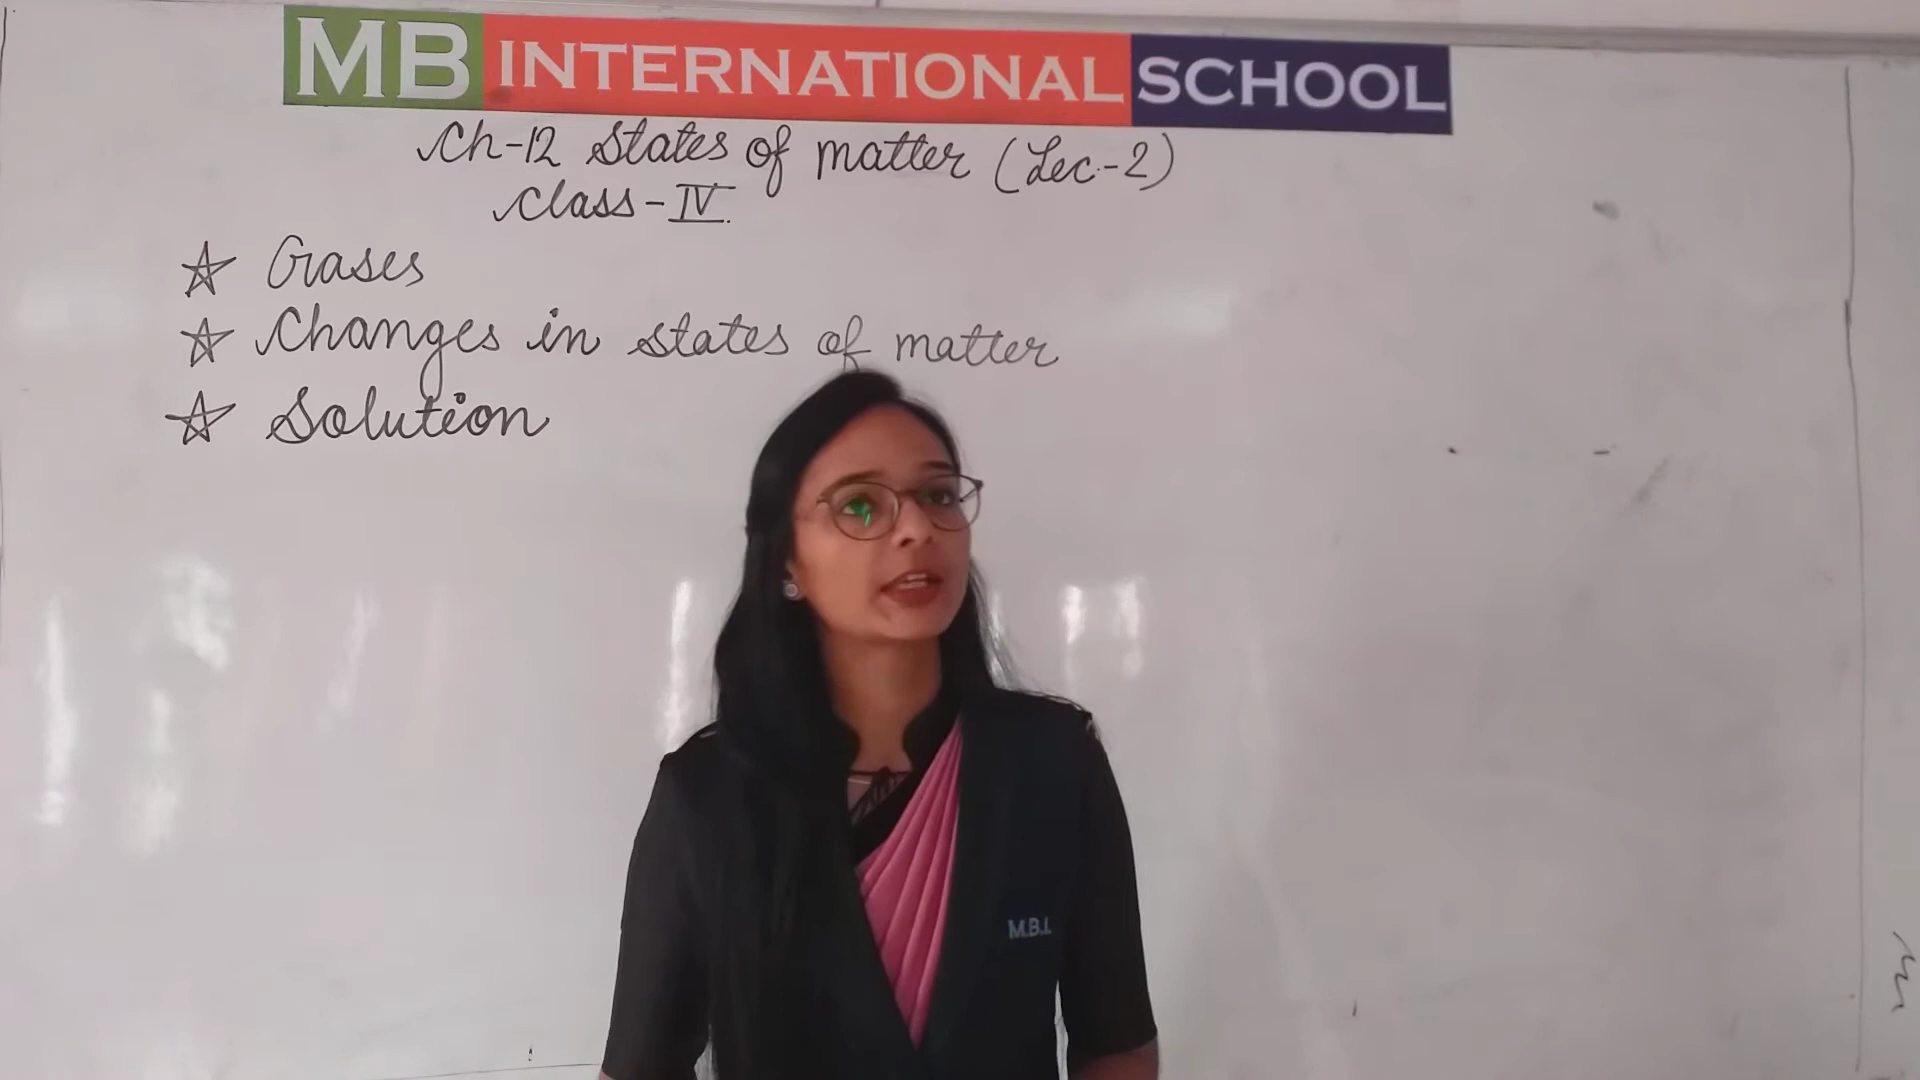 MB INTERNATIONAL SCHOOL
Ch-12 States of matter (Lec-2)
Class-IV.
☆ Gases
☆ Changes in states of matter
☆ Solution
M.B.I.